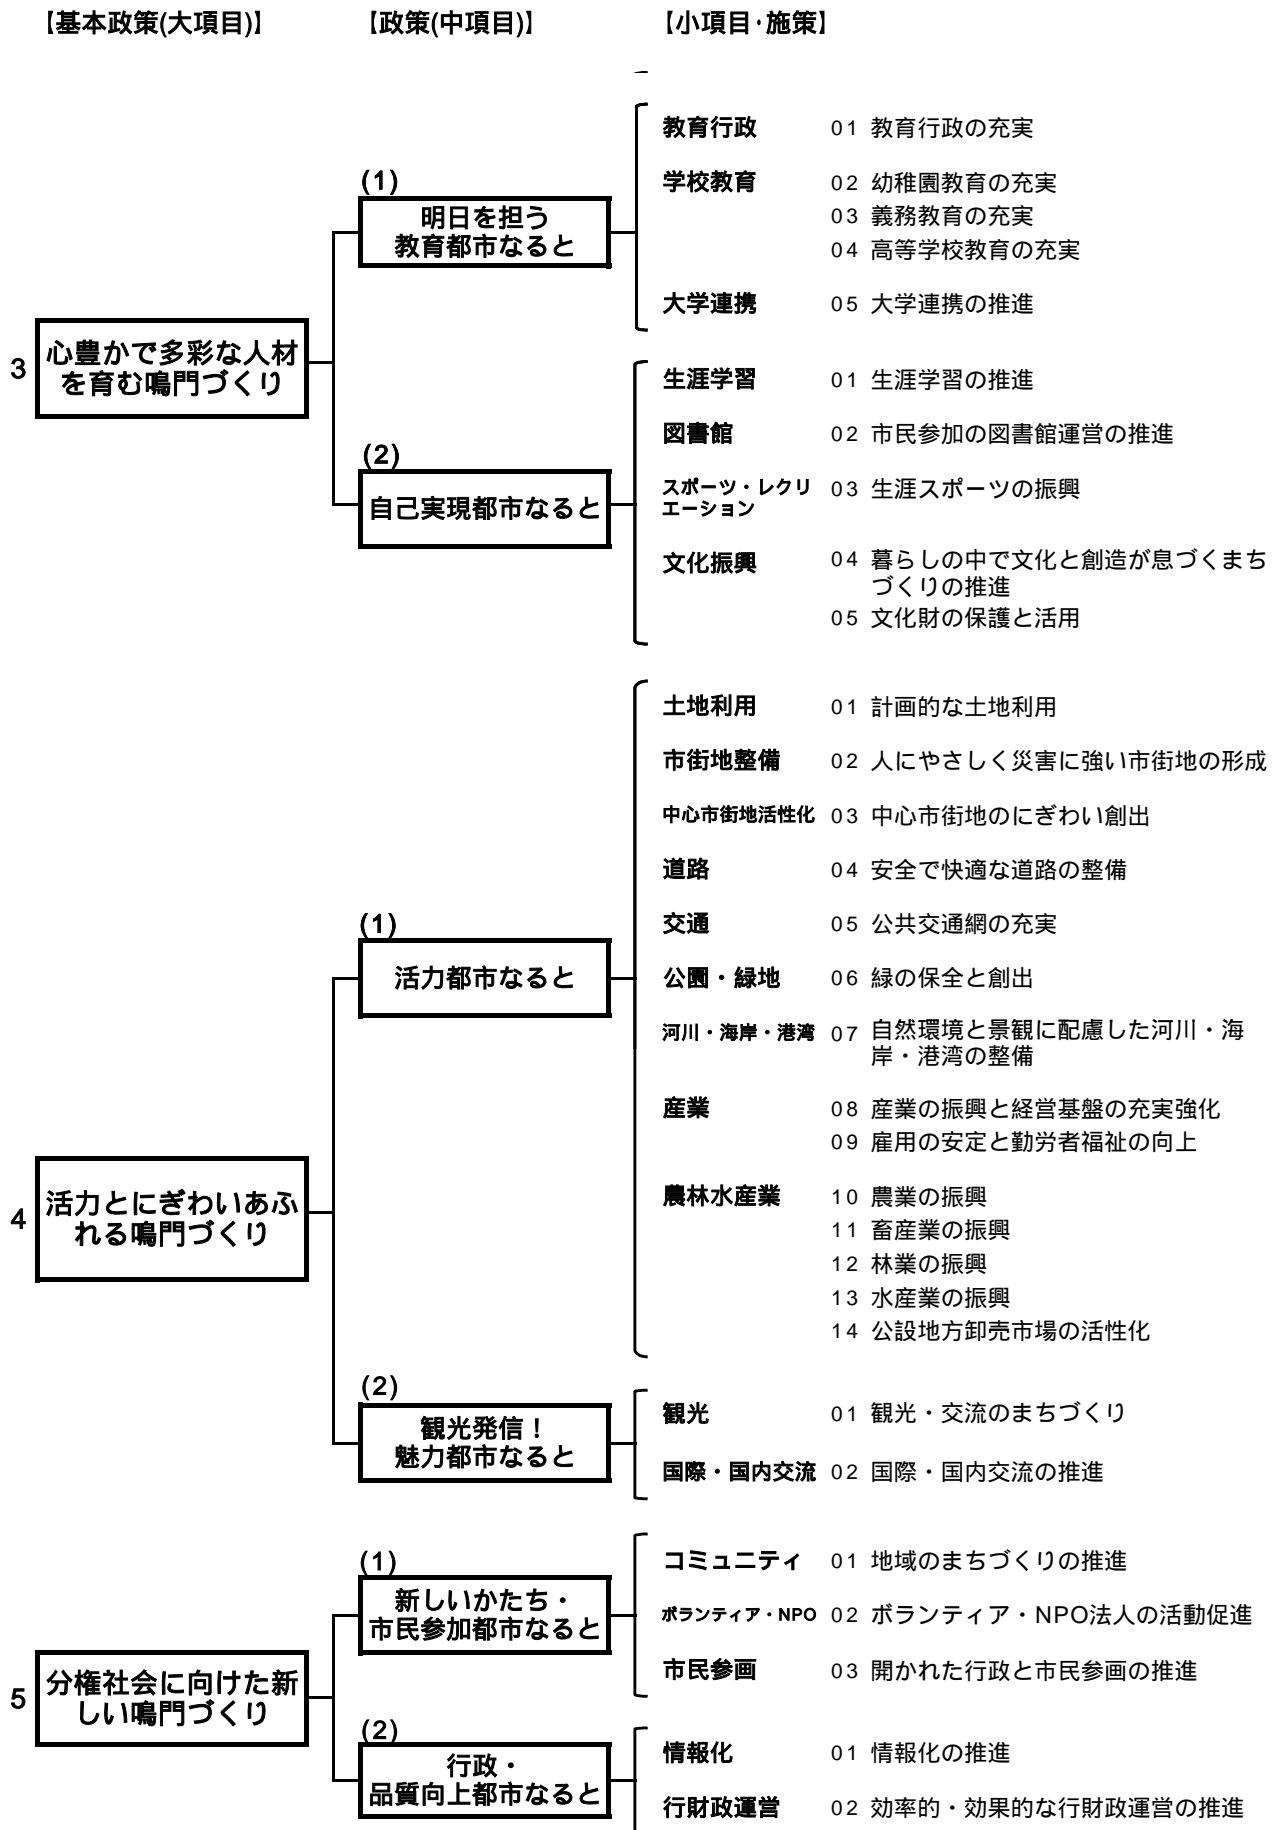 【基本政策(大項目)】 【政策(中項目)】 【小項目・施策】
3 心豊かで多彩な人材
を育む鳴門づくり
(1)
明日を担う
教育都市なると
教育行政 01 教育行政の充実
学校教育 02 幼稚園教育の充実
03 義務教育の充実
04 高等学校教育の充実
大学連携 05 大学連携の推進
(2)
自己実現都市なると
生涯学習 01 生涯学習の推進
図書館 02 市民参加の図書館運営の推進
スポーツ・レクリ
エーション
03 生涯スポーツの振興
文化振興 04 暮らしの中で文化と創造が息づくまち
づくりの推進
05 文化財の保護と活用
4 活力とにぎわいあふ
れる鳴門づくり
(1)
活力都市なると
土地利用 01 計画的な土地利用
市街地整備 02 人にやさしく災害に強い市街地の形成
中心市街地活性化 03 中心市街地のにぎわい創出
道路 04 安全で快適な道路の整備
交通 05 公共交通網の充実
公園・緑地 06 緑の保全と創出
河川・海岸・港湾 07 自然環境と景観に配慮した河川・海
岸・港湾の整備
産業 08 産業の振興と経営基盤の充実強化
09 雇用の安定と勤労者福祉の向上
農林水産業 10 農業の振興
11 畜産業の振興
12 林業の振興
13 水産業の振興
14 公設地方卸売市場の活性化
(2)
観光発信!
魅力都市なると
観光 01 観光・交流のまちづくり
国際・国内交流 02 国際・国内交流の推進
5 分権社会に向けた新
しい鳴門づくり
(1)
新しいかたち・
市民参加都市なると
コミュニティ 01 地域のまちづくりの推進
ボランティア・NPO 02 ボランティア・NPO法人の活動促進
市民参画 03 開かれた行政と市民参画の推進
(2)
行政・
品質向上都市なると
情報化 01 情報化の推進
行財政運営 02 効率的・効果的な行財政運営の推進